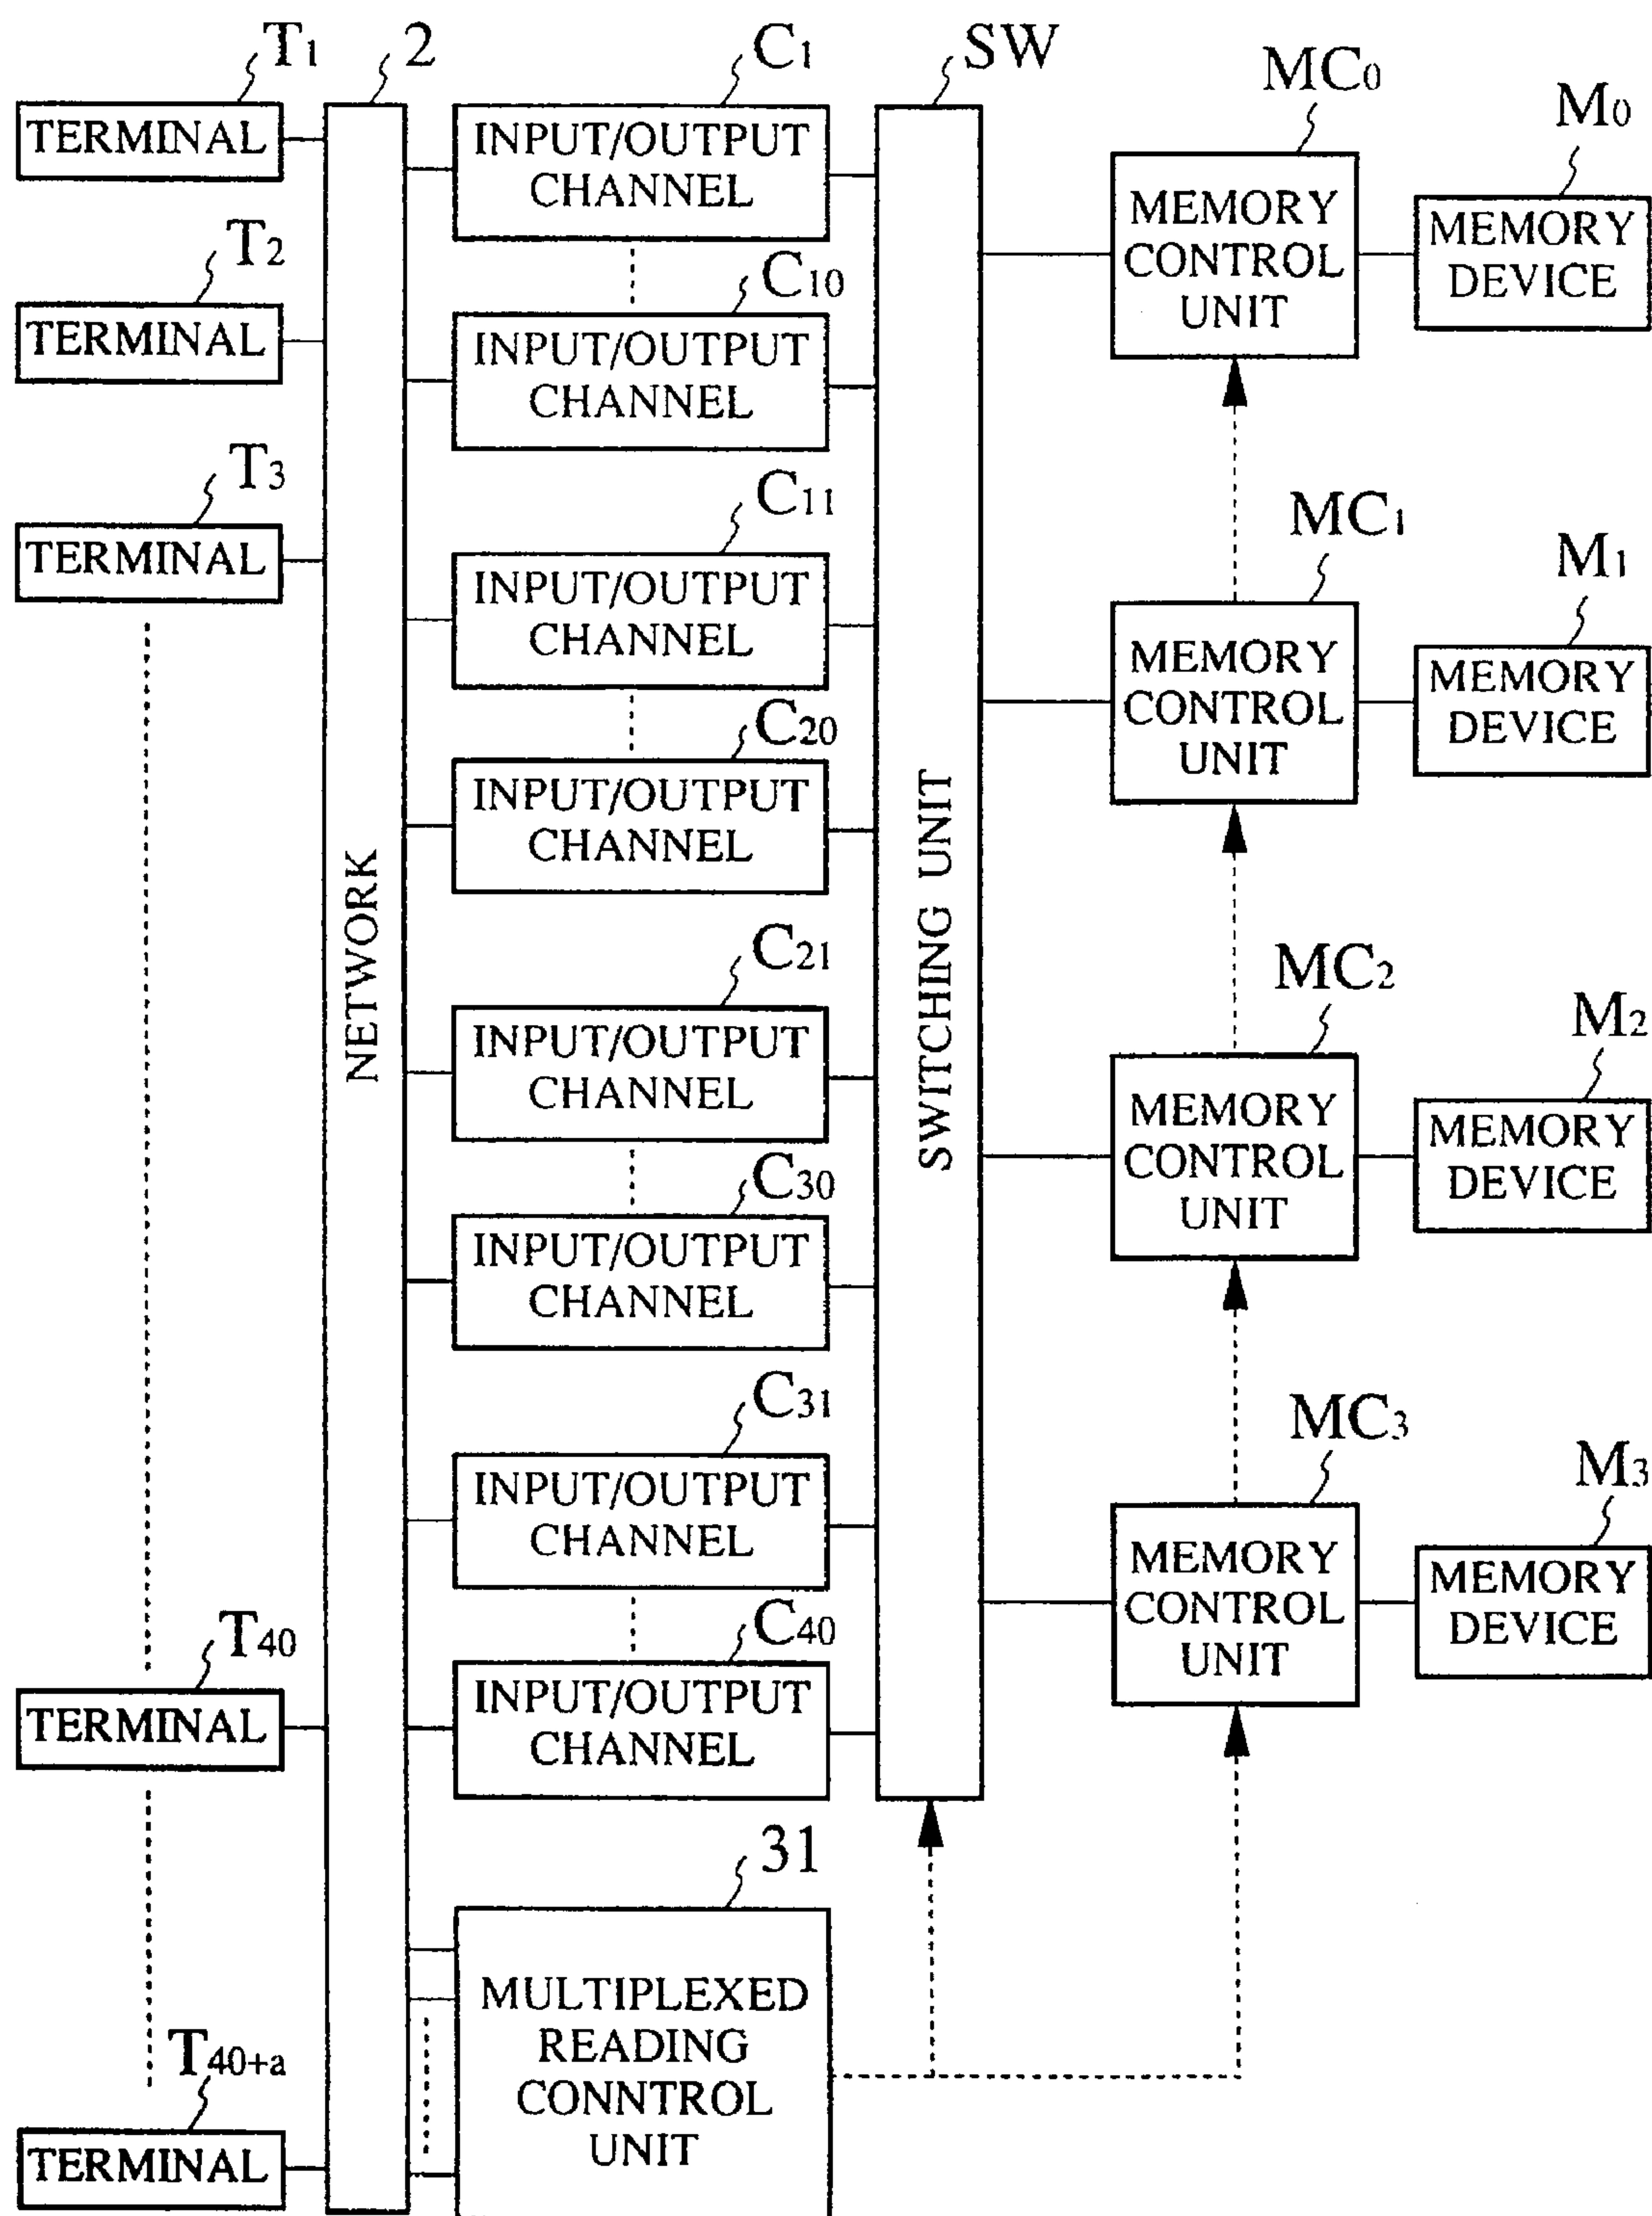 T1
2
C1
SW
MC0
M0
TERMINAL
INPUT/OUTPUT
CHANNEL
MEMORY
CONTROL
UNIT
MEMORY
DEVICE
T2
TERMINAL
C10
INPUT/OUTPUT
CHANNEL
T3
TERMINAL
C11
INPUT/OUTPUT
CHANNEL
MC1
M1
MEMORY
CONTROL
UNIT
MEMORY
DEVICE
C20
INPUT/OUTPUT
CHANNEL
NETWORK
SWITCHING UNIT
C21
INPUT/OUTPUT
CHANNEL
MC2
M2
MEMORY
CONTROL
UNIT
MEMORY
DEVICE
C30
INPUT/OUTPUT
CHANNEL
C31
INPUT/OUTPUT
CHANNEL
MC3
M3
MEMORY
CONTROL
UNIT
MEMORY
DEVICE
T40
TERMINAL
C40
INPUT/OUTPUT
CHANNEL
31
MULTIPLEXED
READING
CONNTROL
UNIT
T40+a
TERMINAL